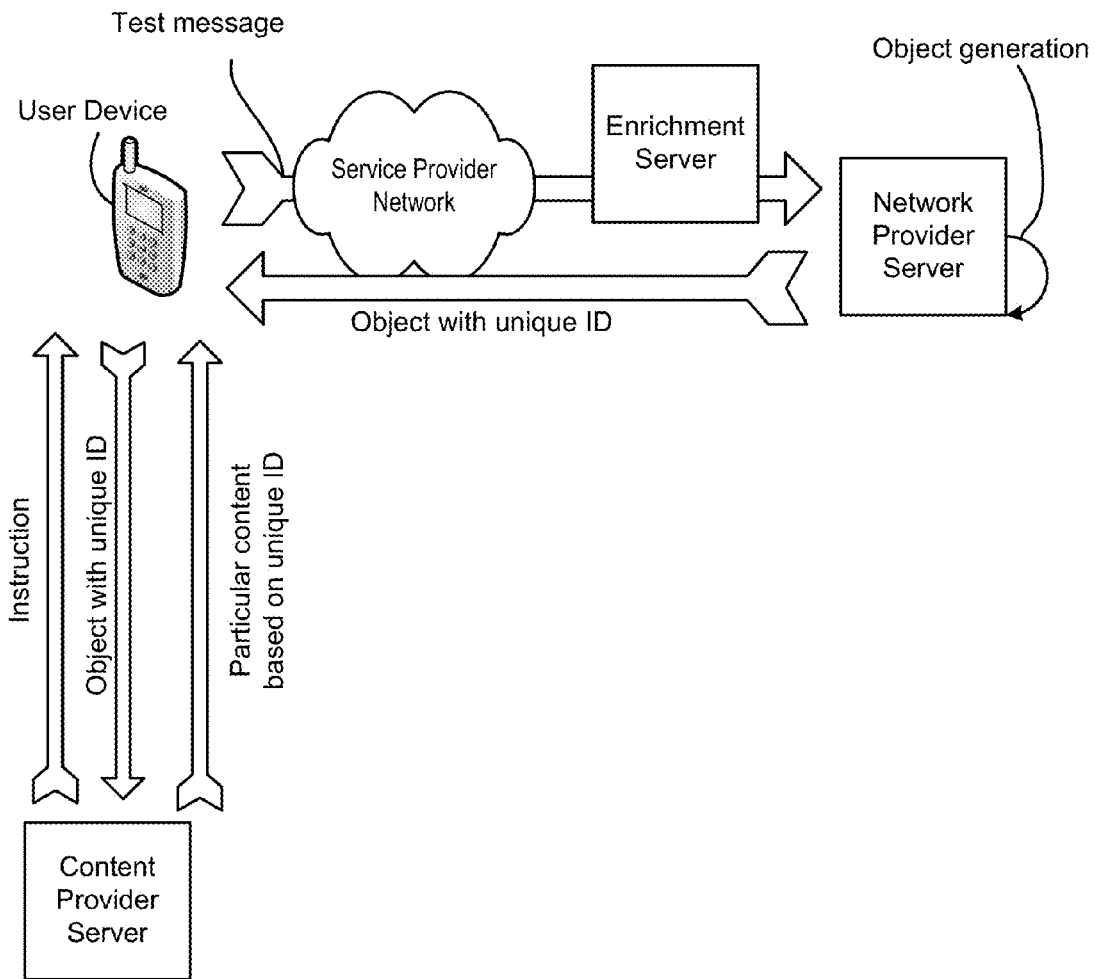 Test message
Object generation
User Device
Enrichment
Server
Service Provider
Network
Network
Provider
Server
Object with unique ID
Instruction
Object with unique ID
Particular content
based on unique ID
Content
Provider
Server